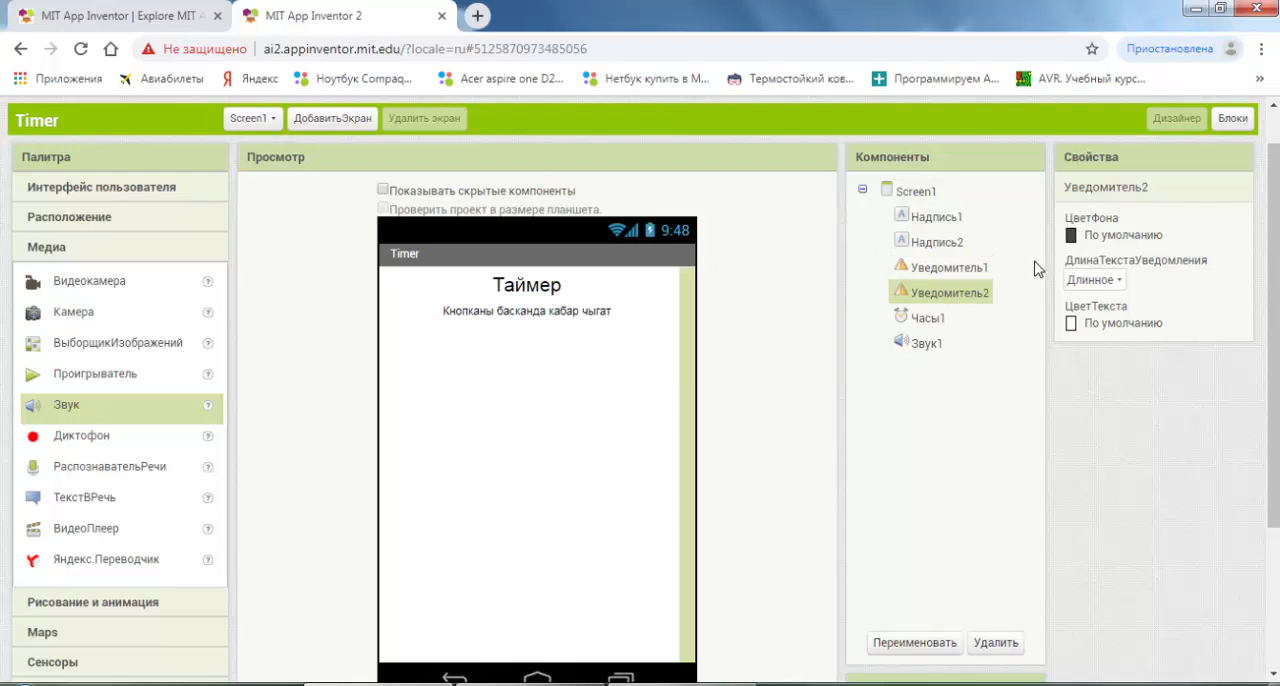 MIT App Inventor | Explore MIT A
MIT App Inventor 2
Не защищено
ai2.appinventor.mit.edu/?locale=ru#5125870973485056
Приостановлена
Приложения
Авиабилеты
Яндекс
Ноутбук Compaq...
Acer aspire one D2...
Нетбук купить в М...
Термостойкий ков...
Программируем А...
AVR. Учебный курс...
»
Timer
Screen1
ДобавитьЭкран
Удалить экран
Дизайнер
Блоки
Палитра
Интерфейс пользователя
Расположение
Медиа
Видеокамера
Камера
ВыборщикИзображений
Проигрыватель
Звук
Диктофон
РаспознавательРечи
ТекстВРечь
ВидеоПлеер
Яндекс.Переводчик
Рисование и анимация
Maps
Сенсоры
Просмотр
Показывать скрытые компоненты
Проверить проект в размере планшета.
9:48
Timer
Таймер
Кнопканы басканда кабар чыгат
Компоненты
Screen1
Надпись1
Надпись2
Уведомитель1
Уведомитель2
Часы1
Звук1
Переименовать
Удалить
Свойства
Уведомитель2
ЦветФона
По умолчанию
ДлинаТекстаУведомления
Длинное
ЦветТекста
По умолчанию